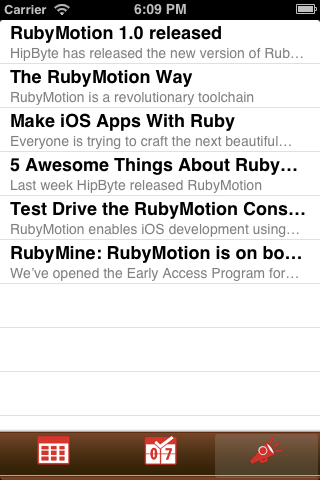 Carrier 6:09 PM
RubyMotion 1.0 released
HipByte has released the new version of Rub…
The RubyMotion Way
RubyMotion is a revolutionary toolchain
Make iOS Apps With Ruby
Everyone is trying to craft the next beautiful…
5 Awesome Things About Ruby…
Last week HipByte released RubyMotion
Test Drive the RubyMotion Cons…
RubyMotion enables iOS development using…
RubyMine: RubyMotion is on bo…
We've opened the Early Access Program for…
07